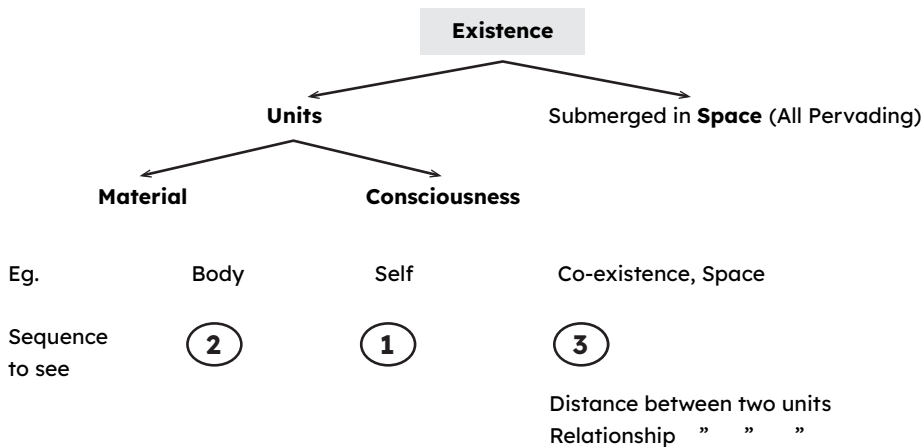 Existence
Units Submerged in Space (All Pervading)
Material Consciousness
Eg. Body Self Co-existence, Space
Sequence
to see 2 1 3
Distance between two units
Relationship ” ” ”